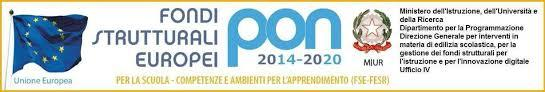 FONDI
STRUTTURALI
EUROPEI
pon
2014-2020
Unione Europea
MIUR
Ministero dell'Istruzione, dell'Università e
della Ricerca
Dipartimento per la Programmazione
Direzione Generale per interventi in
materia di edilizia scolastica, per la
gestione dei fondi strutturali per
l'istruzione e per l'innovazione digitale
Ufficio IV
PER LA SCUOLA - COMPETENZE E AMBIENTI PER L'APPRENDIMENTO (FSE-FESR)